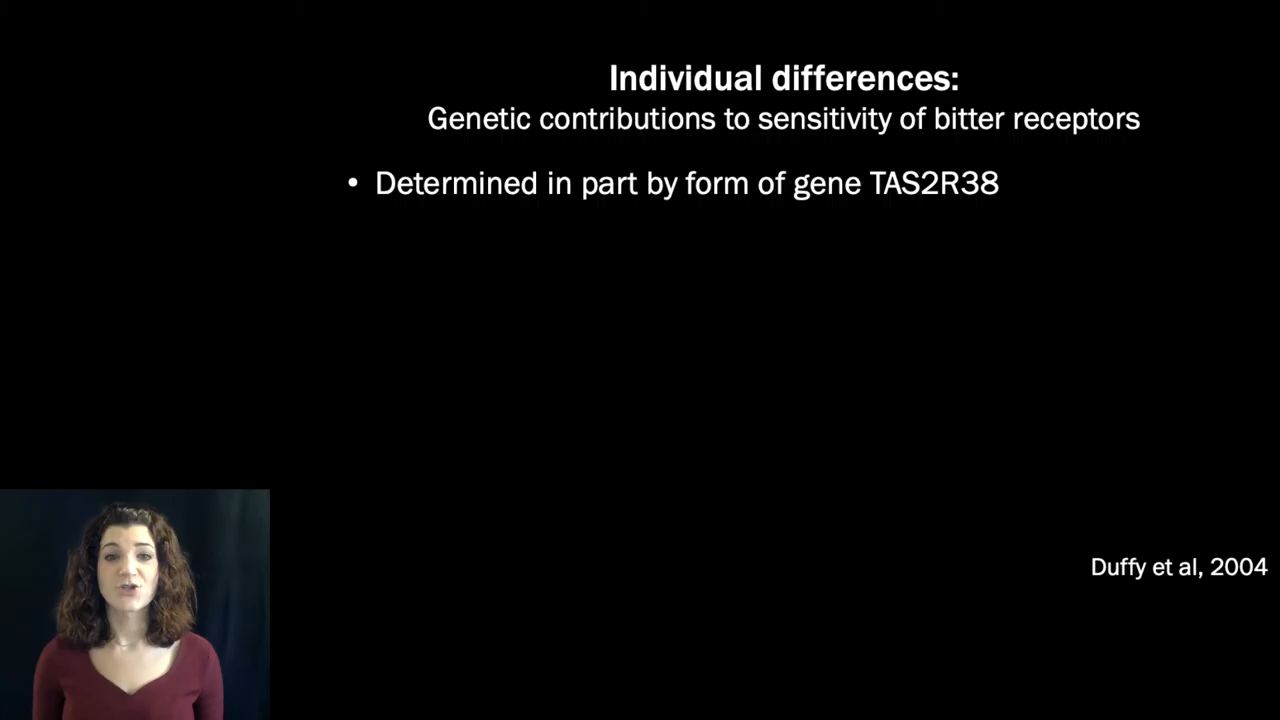 Individual differences:
Genetic contributions to sensitivity of bitter receptors
• Determined in part by form of gene TAS2R38
Duffy et al, 2004